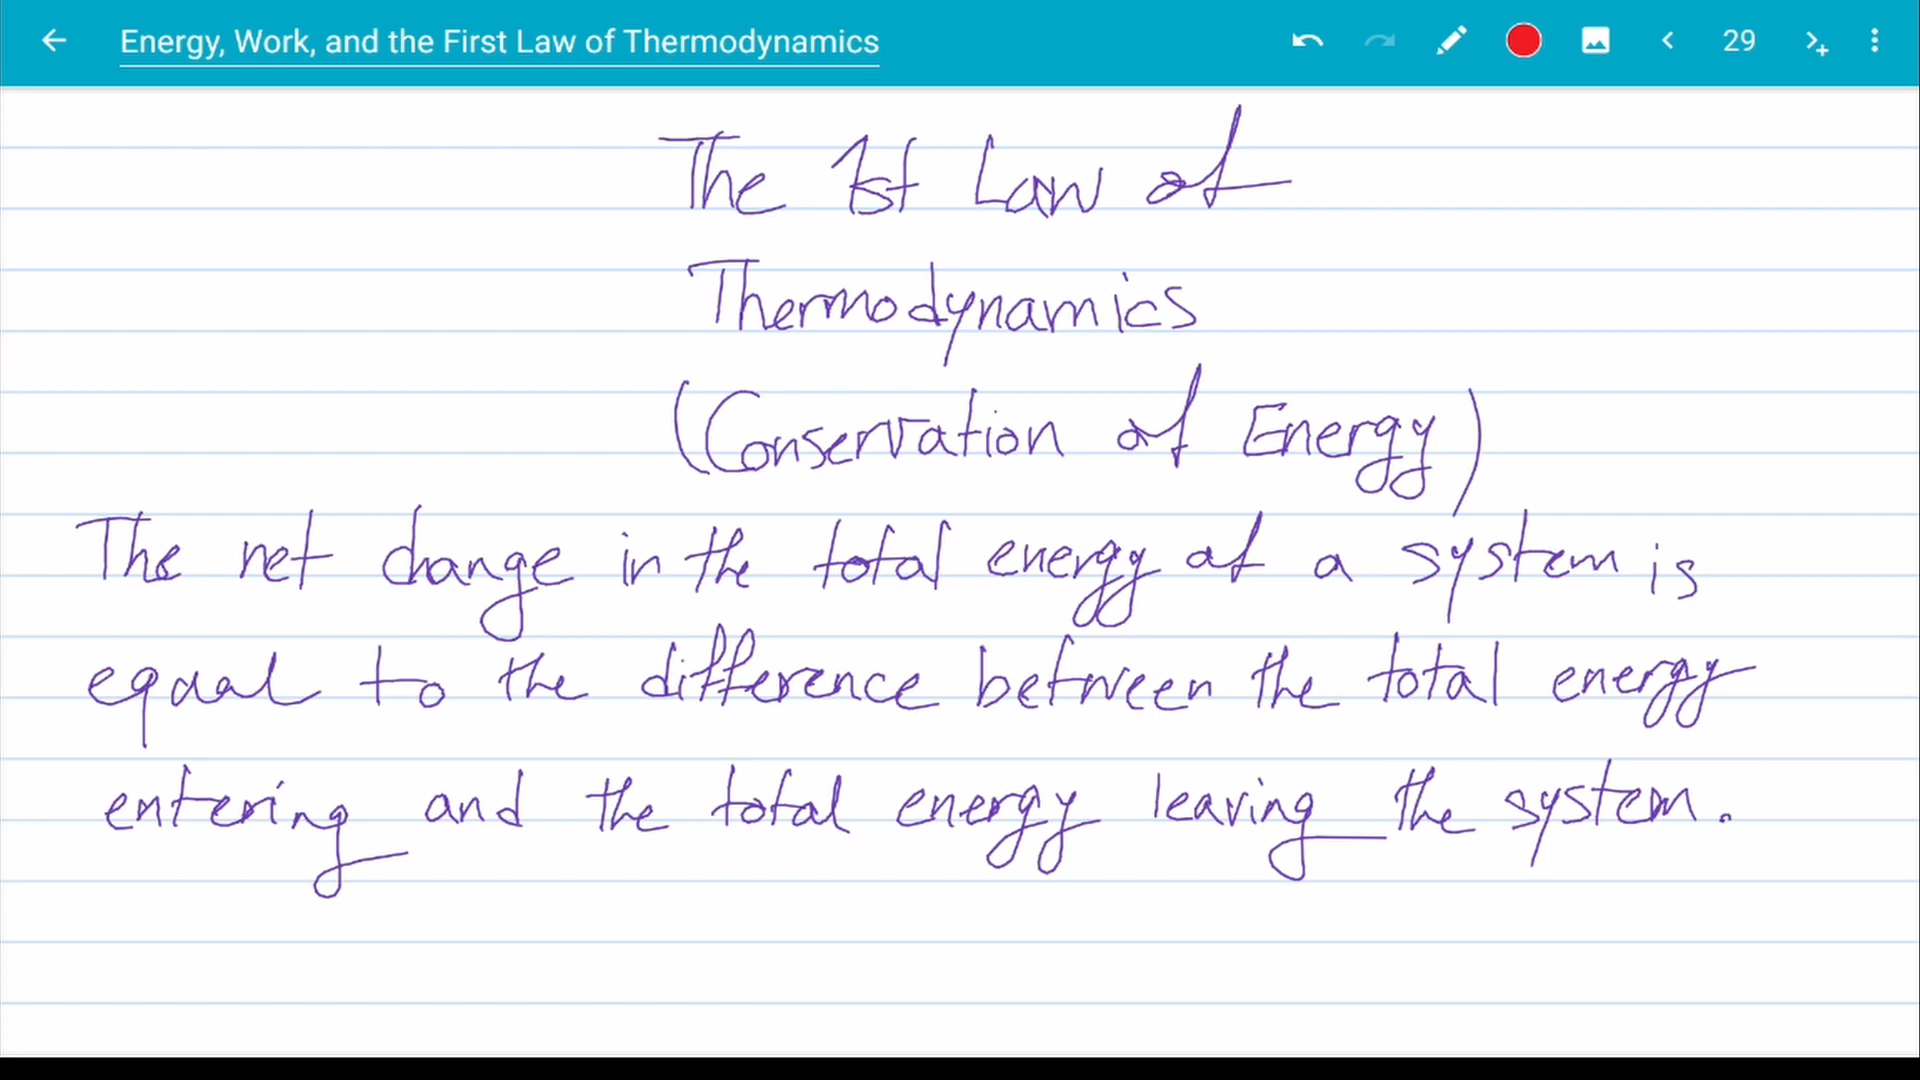 Energy, Work, and the First Law of Thermodynamics 29
The 1st Law of
Thermodynamics
(Conservation of Energy)
The net change in the total energy of a system is
equal to the difference between the total energy
entering and the total energy leaving the system.